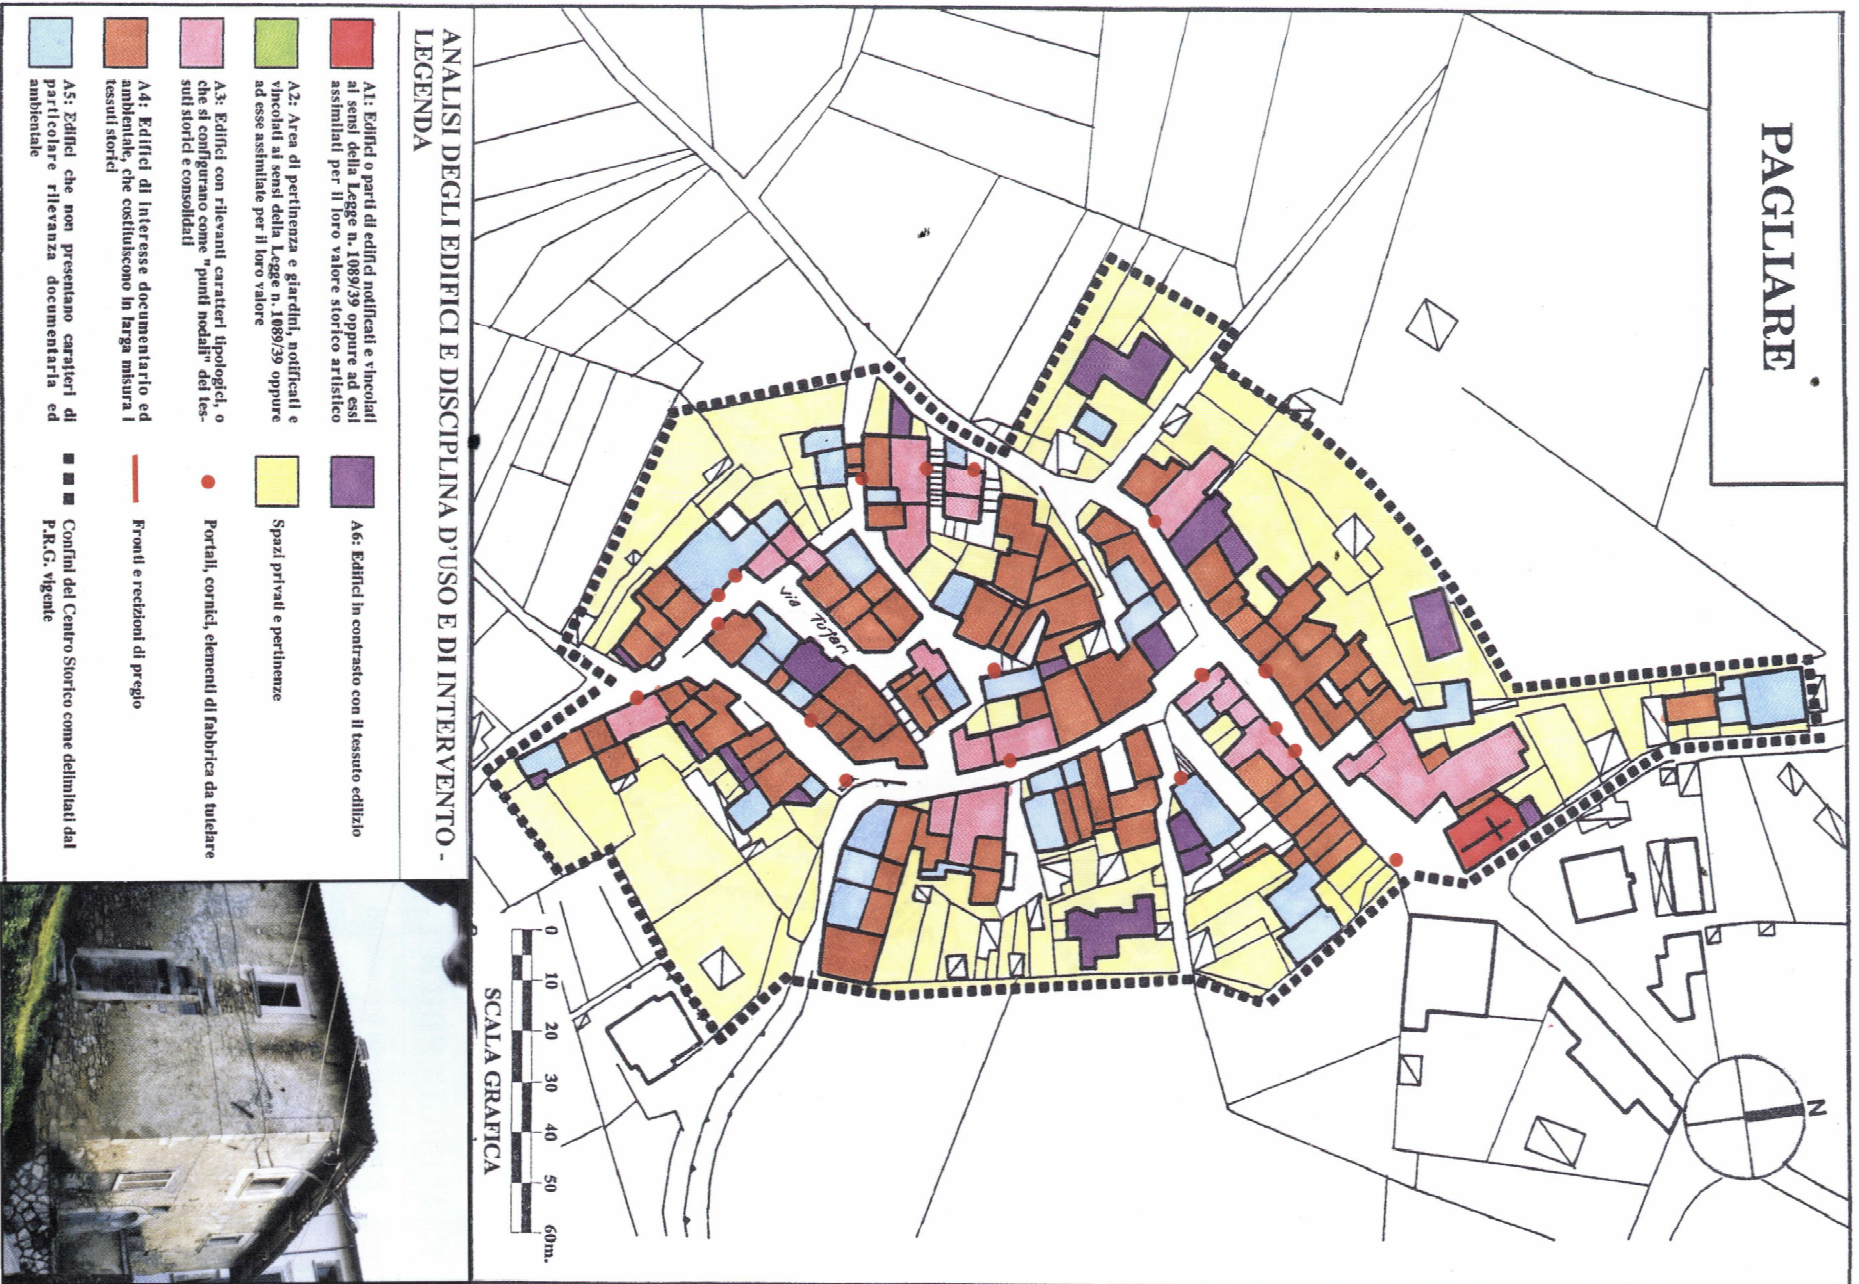 PAGLIARE
N
Via Tufari
SCALA GRAFICA
0 10 20 30 40 50 60m.
ANALISI DEGLI EDIFICI E DISCIPLINA D'USO E DI INTERVENTO -
LEGENDA
A1: Edifici o parti di edifici notificati e vincolati
ai sensi della Legge n. 1089/39 oppure ad essi
assimilati per il loro valore storico artistico
A2: Area di pertinenza e giardini, notificati e
vincolati ai sensi della Legge n. 1089/39 oppure
ad esse assimilate per il loro valore
A3: Edifici con rilevanti caratteri tipologici, o
che si configurano come "punti nodali" dei tes-
suti storici e consolidati
A4: Edifici di interesse documentario ed
ambientale, che costituiscono in larga misura i
tessuti storici
A5: Edifici che non presentano caratteri di
particolare rilevanza documentaria ed
ambientale
A6: Edifici in contrasto con il tessuto edilizio
Spazi privati e pertinenze
Portali, cornici, elementi di fabbrica da tutelare
Fronti e recizioni di pregio
Confini del Centro Storico come delimitati dal
P.R.G. vigente